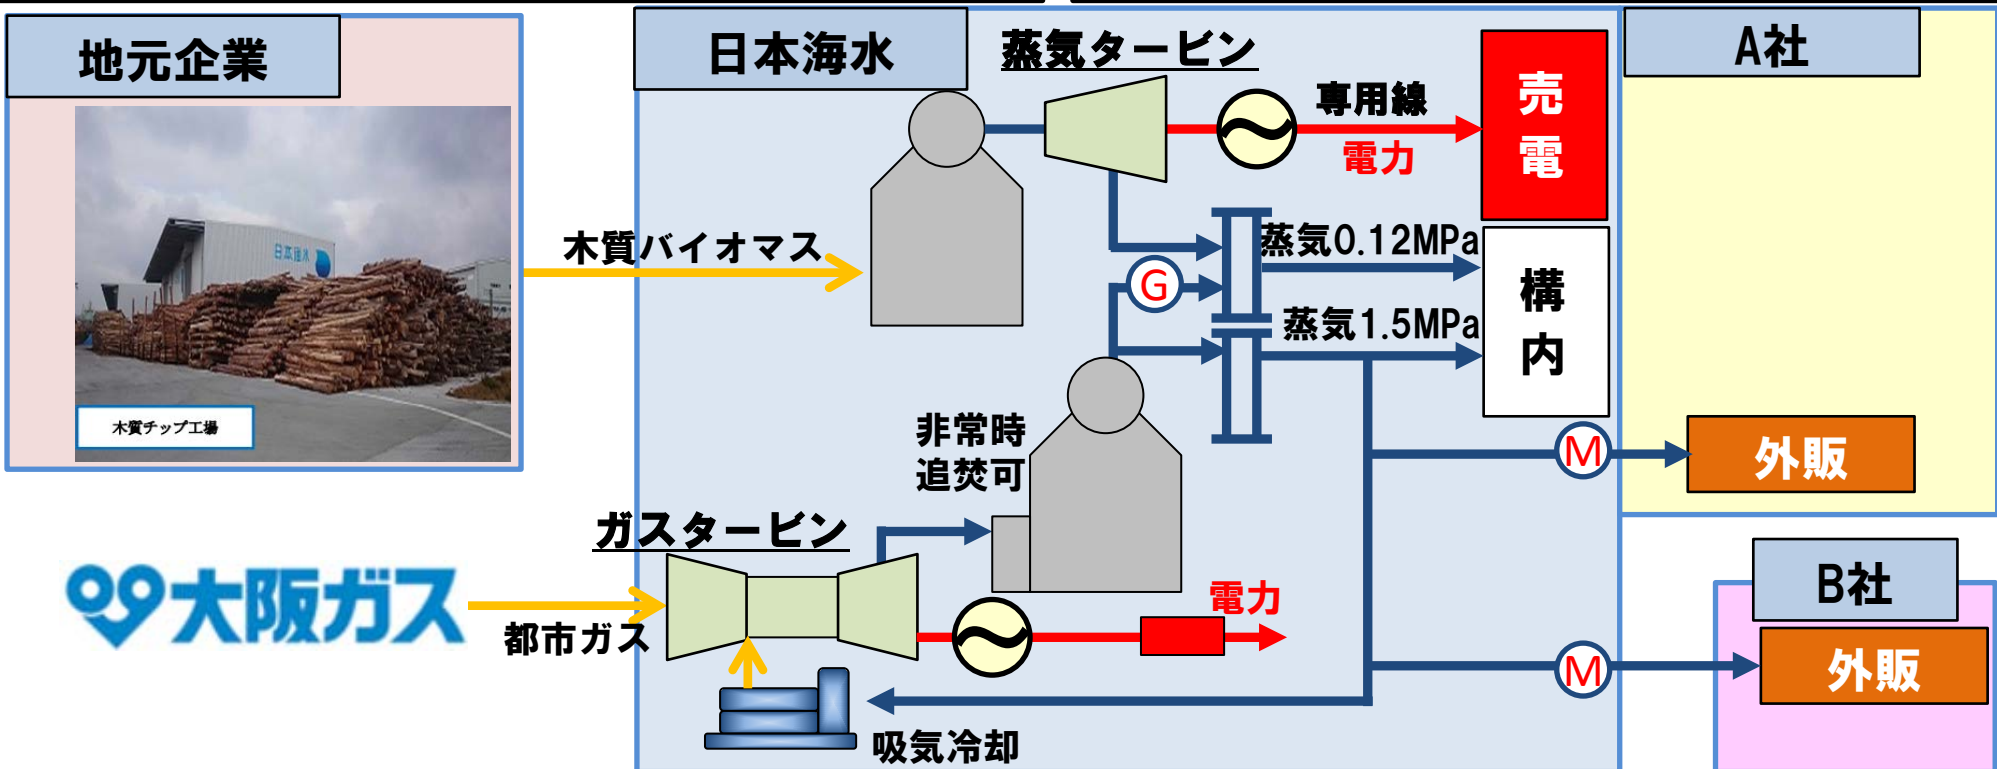 地元企業
日本海水
木質チップ工場
日本海水
蒸気タービン
専用線
電力
売電
A社
木質バイオマス
蒸気0.12MPa
G
蒸気1.5MPa
構内
非常時
追焚可
M
外販
ガスタービン
大阪ガス
都市ガス
電力
B社
M
外販
吸気冷却